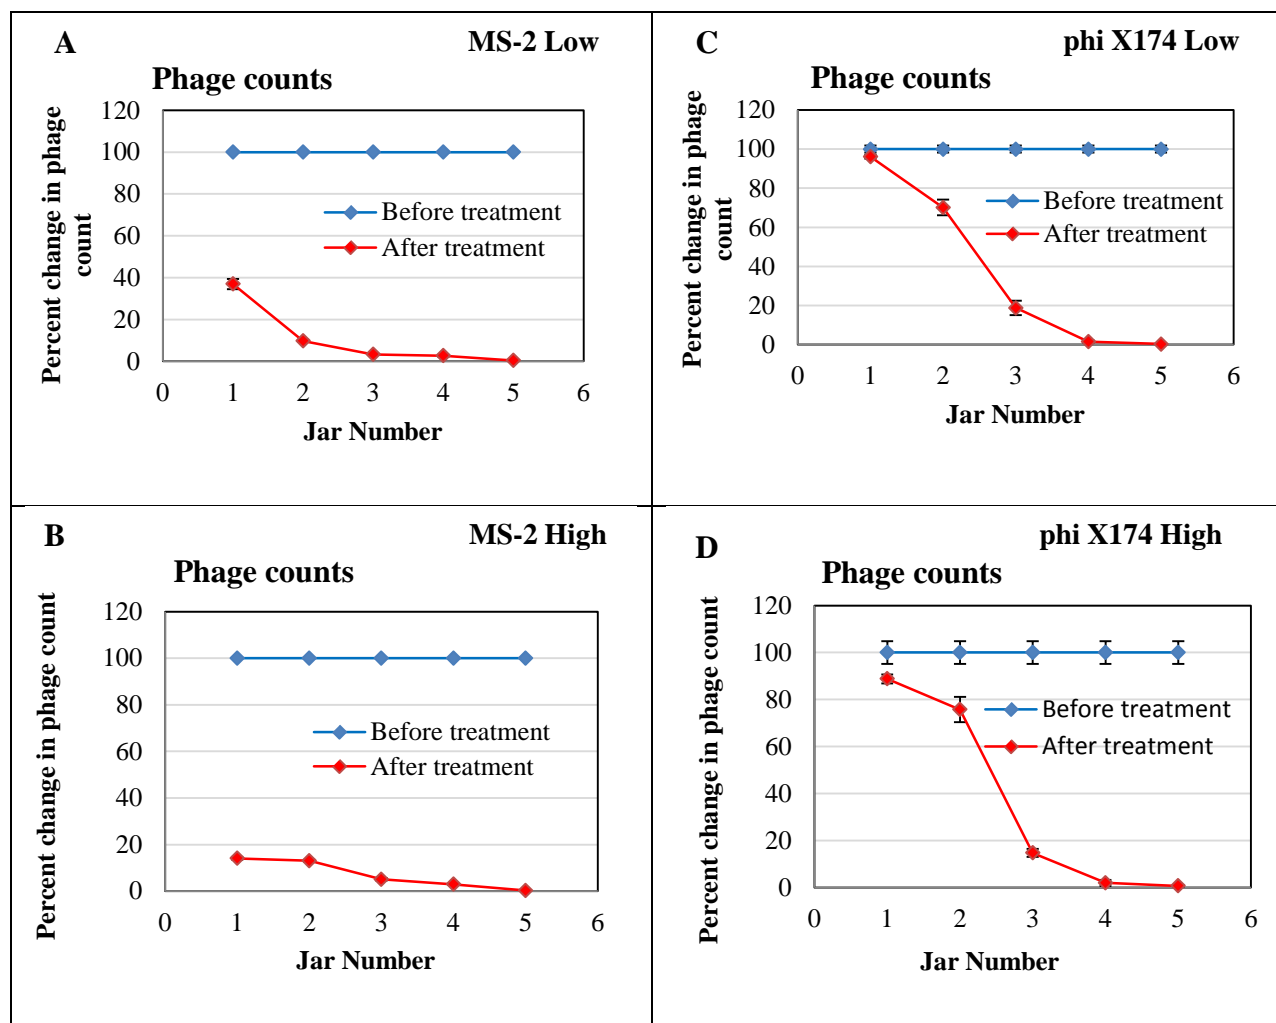 A
MS-2 Low
Phage counts
Percent change in phage
count
120
100
80
60
40
20
0
Before treatment
After treatment
0 1 2 3 4 5 6
Jar Number
C
phi X174 Low
Phage counts
Percent change in phage
count
120
100
80
60
40
20
0
Before treatment
After treatment
0 1 2 3 4 5 6
Jar Number
B
MS-2 High
Phage counts
Percent change in phage count
120
100
80
60
40
20
0
Before treatment
After treatment
0 1 2 3 4 5 6
Jar Number
D
phi X174 High
Phage counts
Percent change in phage count
120
100
80
60
40
20
0
Before treatment
After treatment
0 1 2 3 4 5 6
Jar Number